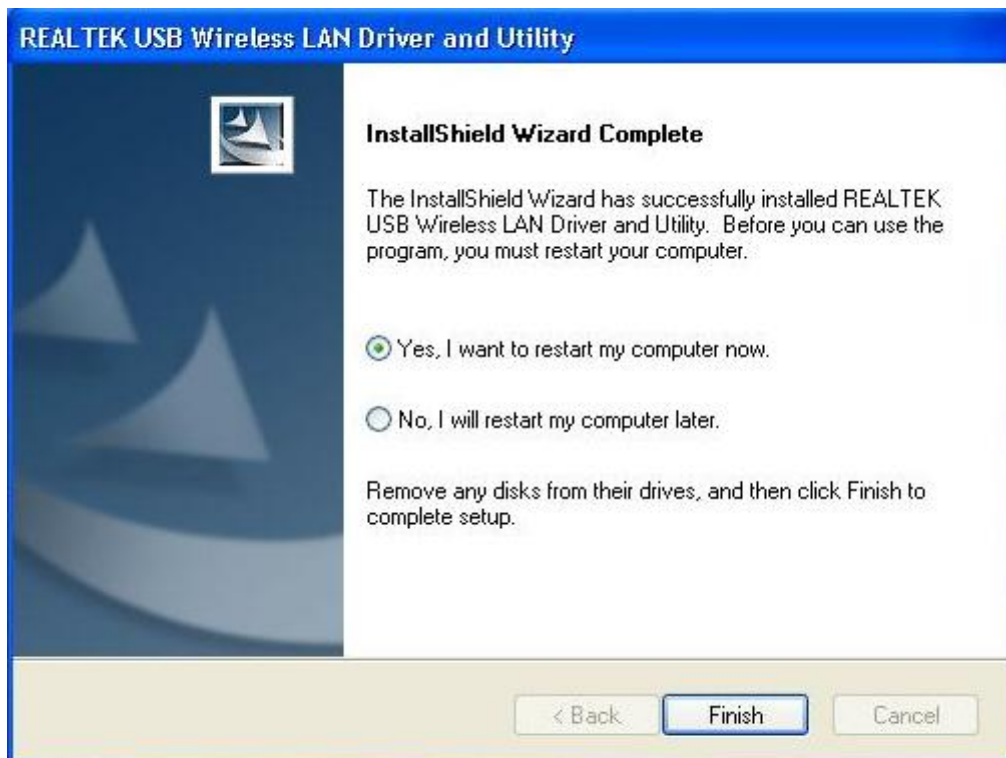 REALTEK USB Wireless LAN Driver and Utility
InstallShield Wizard Complete
The InstallShield Wizard has successfully installed REALTEK
USB Wireless LAN Driver and Utility. Before you can use the
program, you must restart your computer.
Yes, I want to restart my computer now.
No, I will restart my computer later.
Remove any disks from their drives, and then click Finish to
complete setup.
< Back
Finish
Cancel